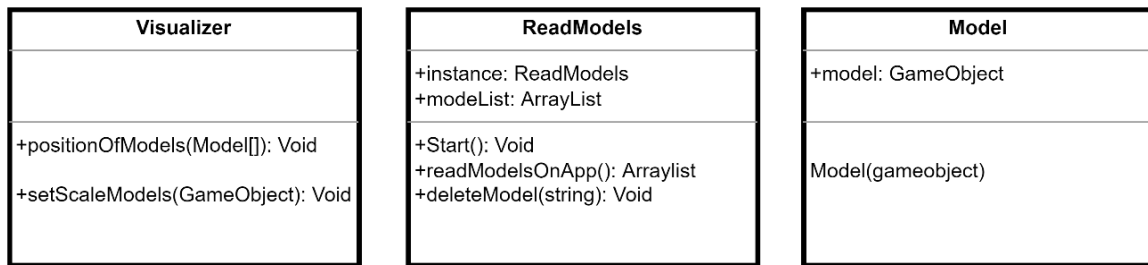 Visualizer
+positionOfModels(Model[]): Void
+setScaleModels(GameObject): Void
ReadModels
+instance: ReadModels
+modeList: ArrayList
+Start(): Void
+readModelsOnApp(): Arraylist
+deleteModel(string): Void
Model
+model: GameObject
Model(gameobject)